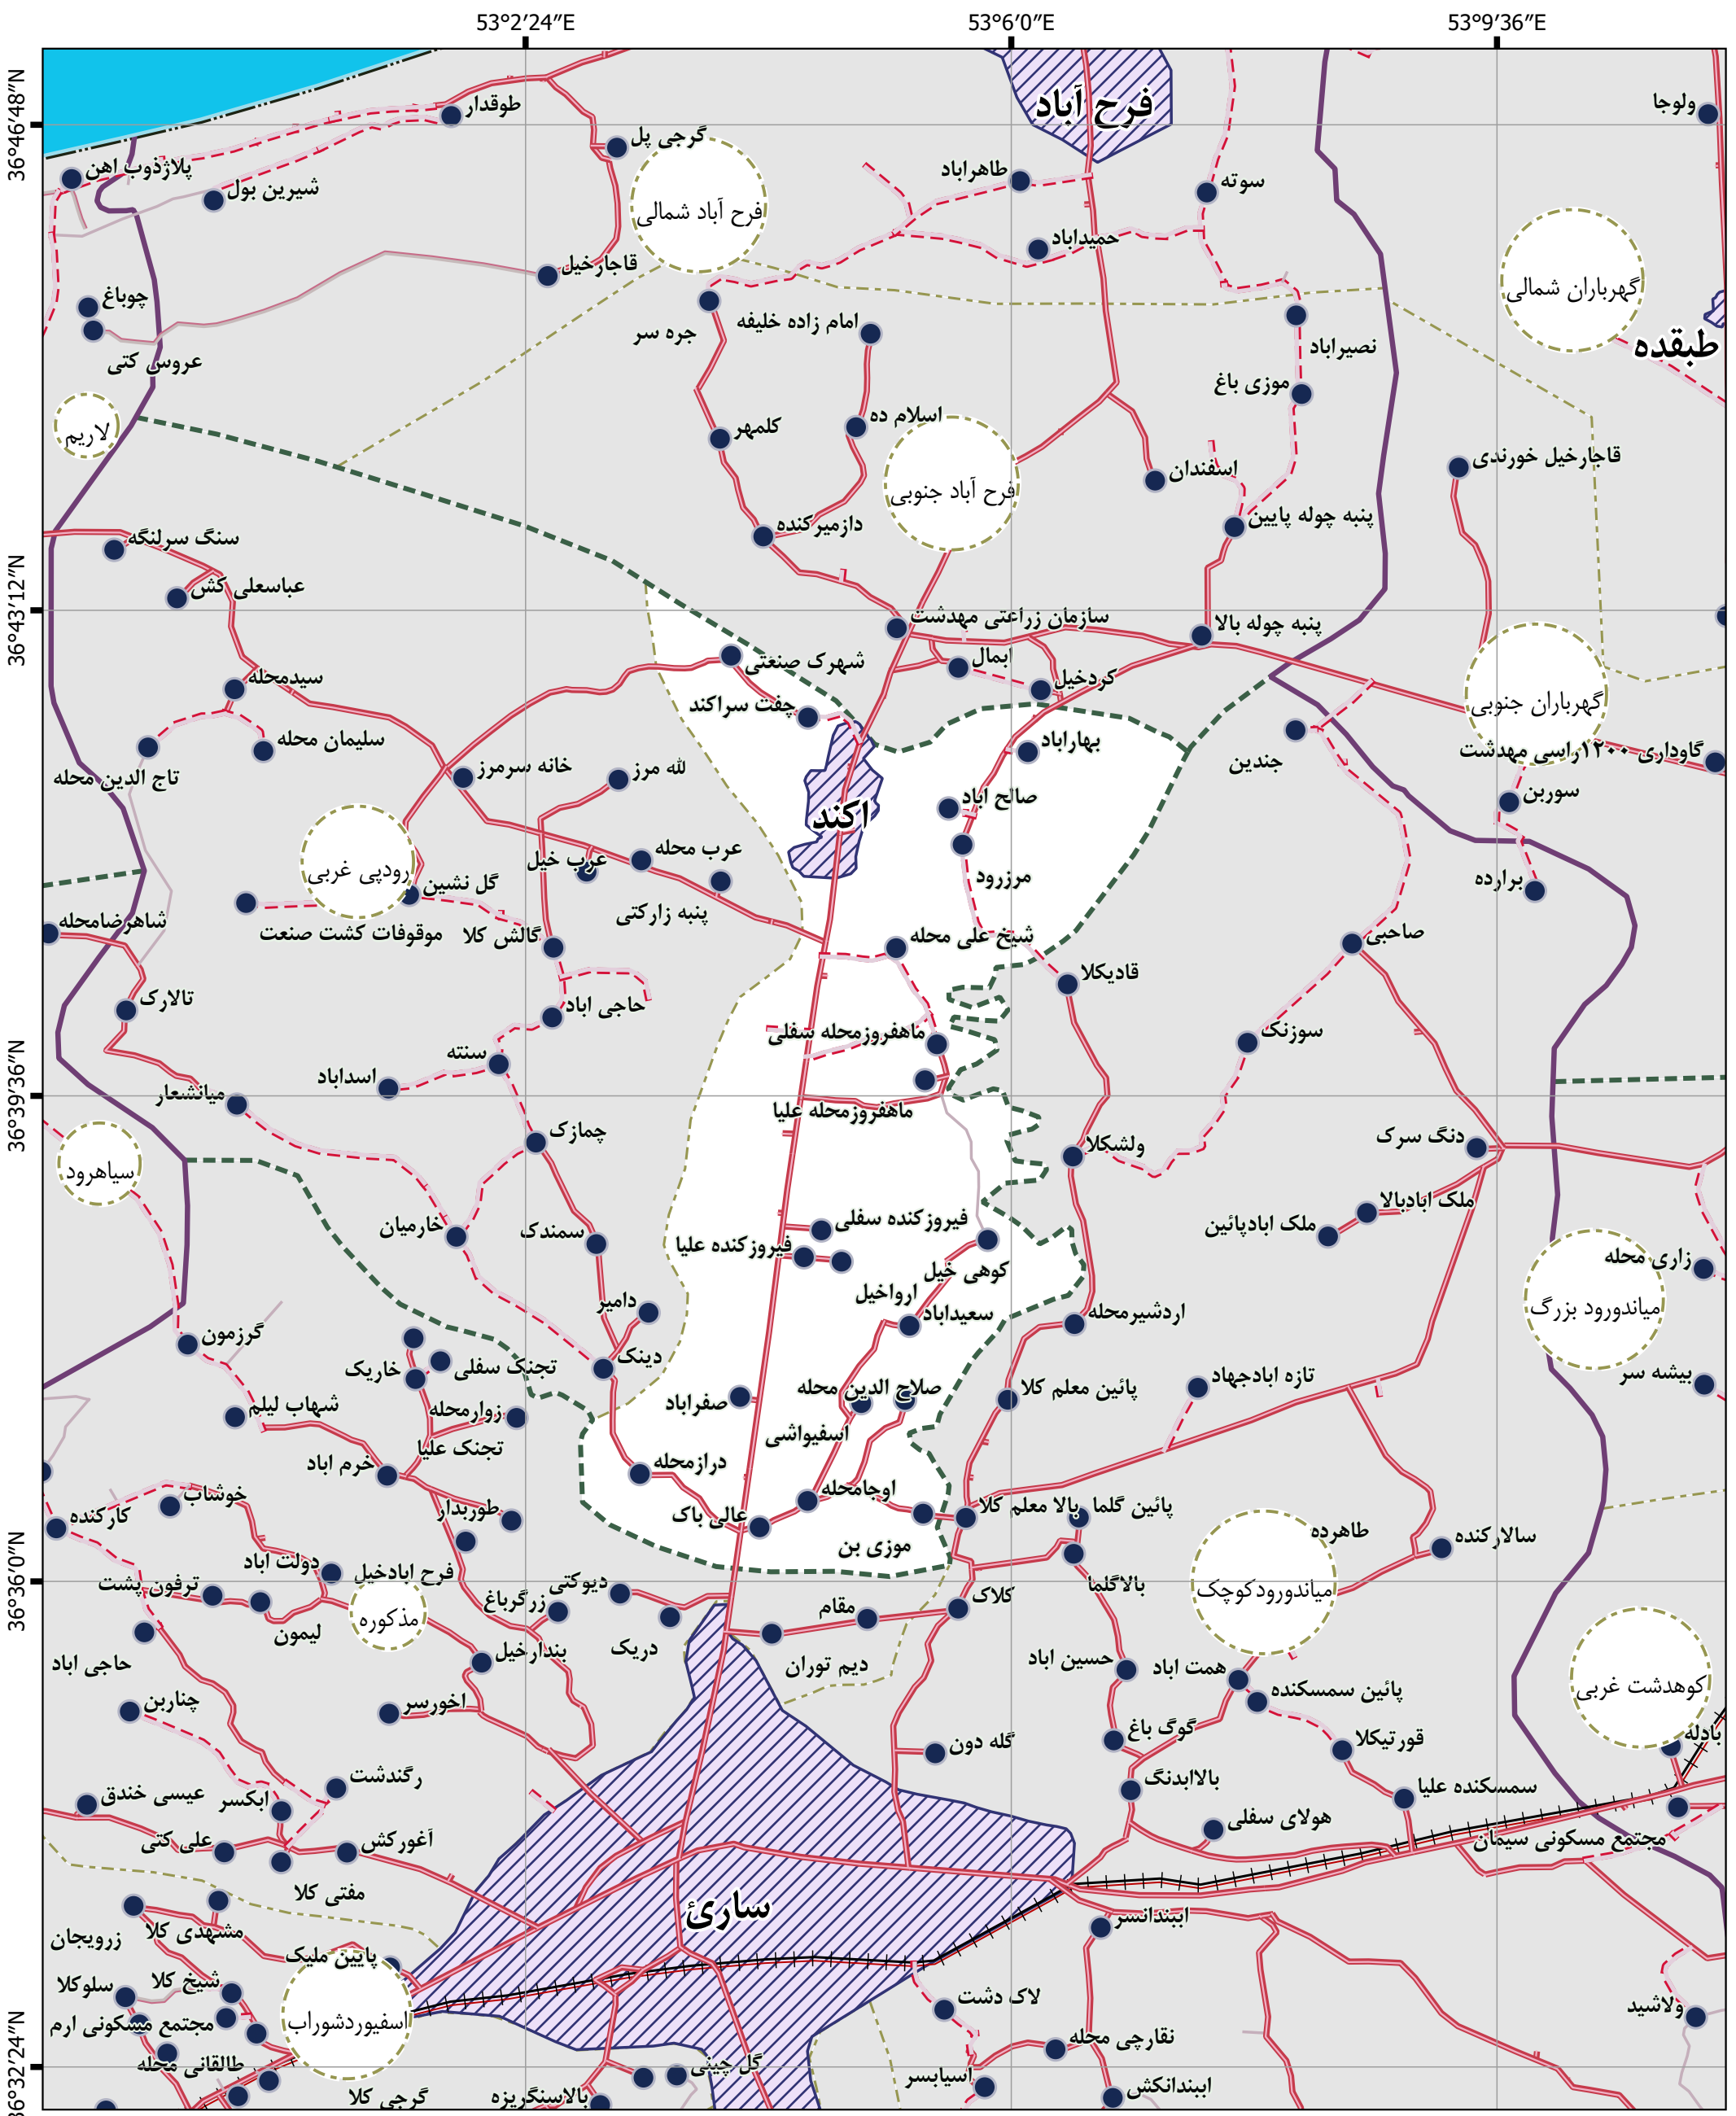 53°2′24″E
53°6′0″E
53°9′36″E
36°46′48″N
36°43′12″N
36°39′36″N
36°36′0″N
36°32′24″N
طوقدار
فرح آباد
ولوجا
گرجی پل
پلاژذوب اهن
شیرین بول
فرح آباد شمالی
طاهراباد
سوته
حمیداباد
قاجارخیل
گهرباران شمالی
چوباغ
عروس کتی
جره سر
امام زاده خلیفه
نصیراباد
طبقده
موزی باغ
لاریم
کلمهر
اسلام ده
اسفندان
قاجارخیل خورندی
فرح آباد جنوبی
دازمیرکنده
پنبه چوله پایین
سنگ سرلنگه
عباسعلی کش
سازمان زراعتی مهدشت
پنبه چوله بالا
شهرک صنعتی
ابمال
کردخیل
سیدمحله
چفت سراکند
گهرباران جنوبی
سلیمان محله
تاج الدین محله
بهاراباد
جندین
گاوداری ۱۲۰۰راسی مهدشت
خانه سرمرز
لله مرز
صالح اباد
سوربن
اکند
عرب خیل
عرب محله
رودپی غربی
گل نشین
مرزرود
برارده
پنبه زارکتی
شاهرضامحله
موقوفات کشت صنعت
گالش کلا
شیخ علی محله
صاحبی
قادیکلا
تالارک
حاجی اباد
ماهفروزمحله سفلی
سوزنک
سنته
اسداباد
میانشعار
ماهفروزمحله علیا
چمازک
ولشکلا
دنگ سرک
سیاهرود
ملک ابادبالا
ملک ابادپائین
خارمیان
سمندک
فیروزکنده سفلی
فیروزکنده علیا
کوهی خیل
زاری محله
ارواخیل
دامیر
سعیداباد
اردشیرمحله
میاندورود بزرگ
گرزمون
دینک
خاریک
تجنک سفلی
تازه ابادجهاد
بیشه سر
شهاب لیلم
زوارمحله
صفراباد
صلاح الدین محله
پائین معلم کلا
تجنک علیا
اسفیواشی
خرم اباد
درازمحله
خوشاب
کارکنده
طوربدار
اوجامحله
عالی باک
بالا معلم کلا
پائین گلما
طاهرده
سالارکنده
موزی بن
دولت اباد
فرح ابادخیل
ترفون پشت
دیوکتی
بالاگلما
میاندورودکوچک
مذکوره
زرگرباغ
مقام
کلاک
لیمون
دریک
دیم توران
بندارخیل
حاجی اباد
حسین اباد
همت اباد
کوهدشت غربی
پائین سمسکنده
چناربن
اخورسر
گوگ باغ
قورتیکلا
گله دون
بادله
رگندشت
بالاابدنگ
سمسکنده علیا
عیسی خندق
ابکسر
هولای سفلی
علی کتی
آغورکش
مجتمع مسکونی سیمان
مفتی کلا
ساریٔ
اببندانسر
مشهدی کلا
زرویجان
پایین ملیک
شیخ کلا
سلوکلا
لاک دشت
ولاشید
اسفیوردشوراب
مجتمع مسکونی ارم
نقارچی محله
طالقانی محله
گل چینی
اسیابسر
گرجی کلا
بالاسنگریزه
اببندانکش